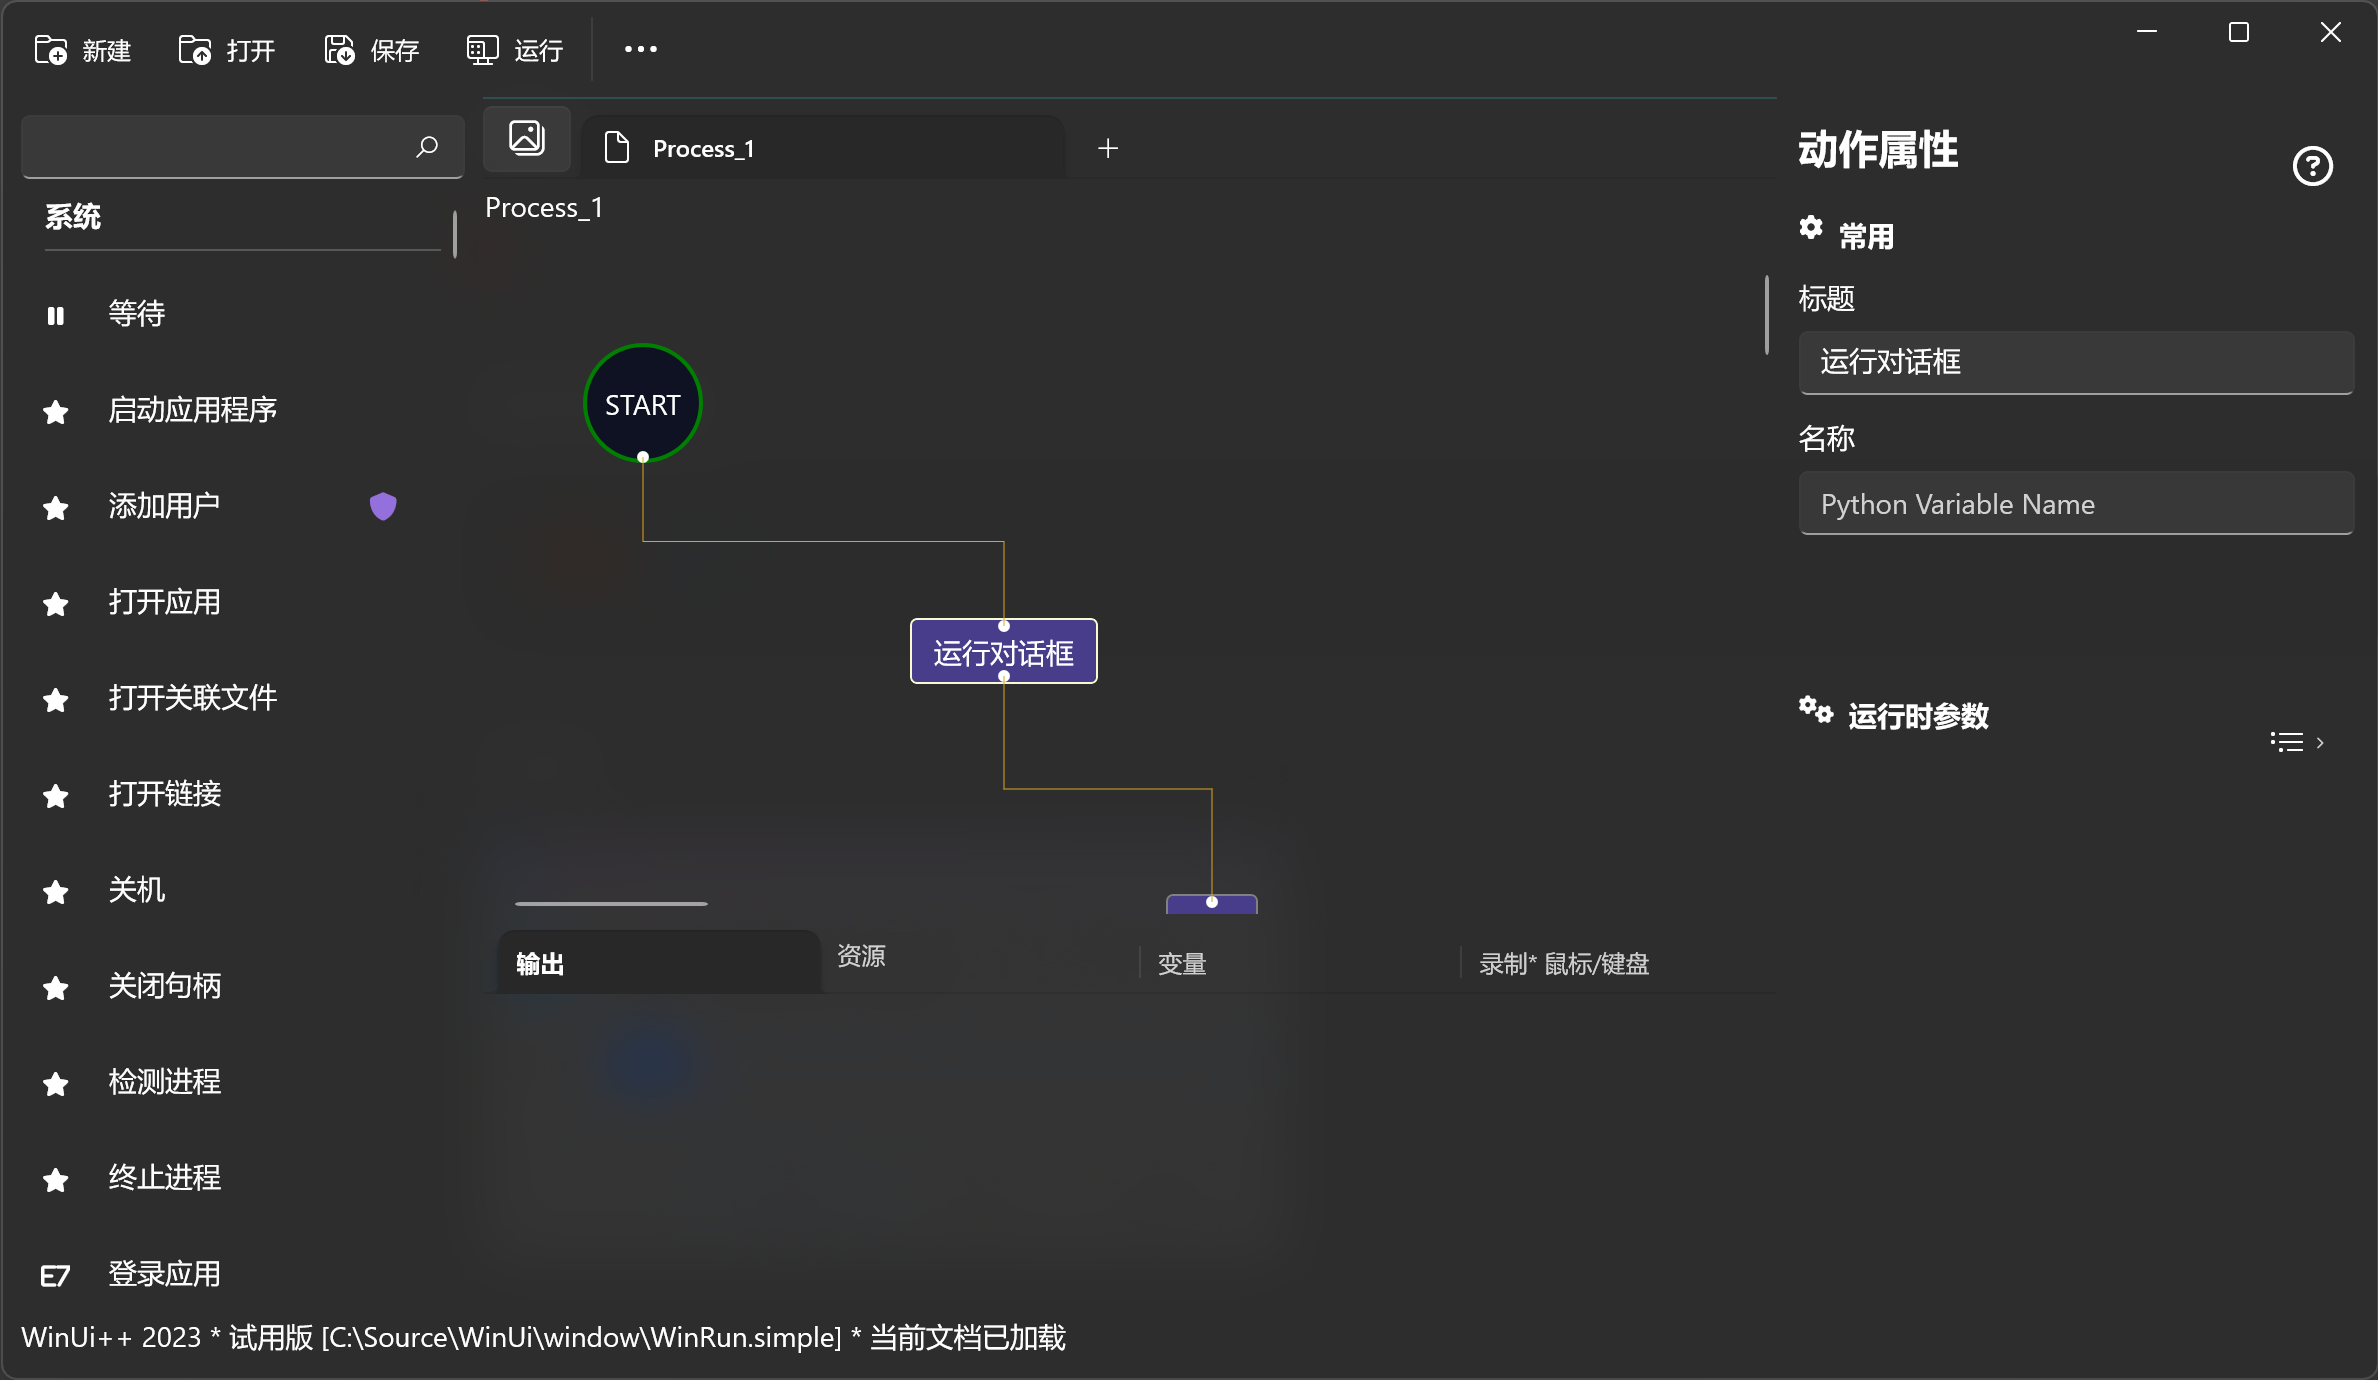 新建
打开
保存
运行
系统
等待
启动应用程序
添加用户
打开应用
打开关联文件
打开链接
关机
关闭句柄
检测进程
终止进程
E7 登录应用
Process_1
Process_1
START
运行对话框
输出
资源
变量
录制* 鼠标/键盘
动作属性
常用
标题
运行对话框
名称
Python Variable Name
运行时参数
WinUi++ 2023 * 试用版 [C:\Source\WinUi\window\WinRun.simple] * 当前文档已加载